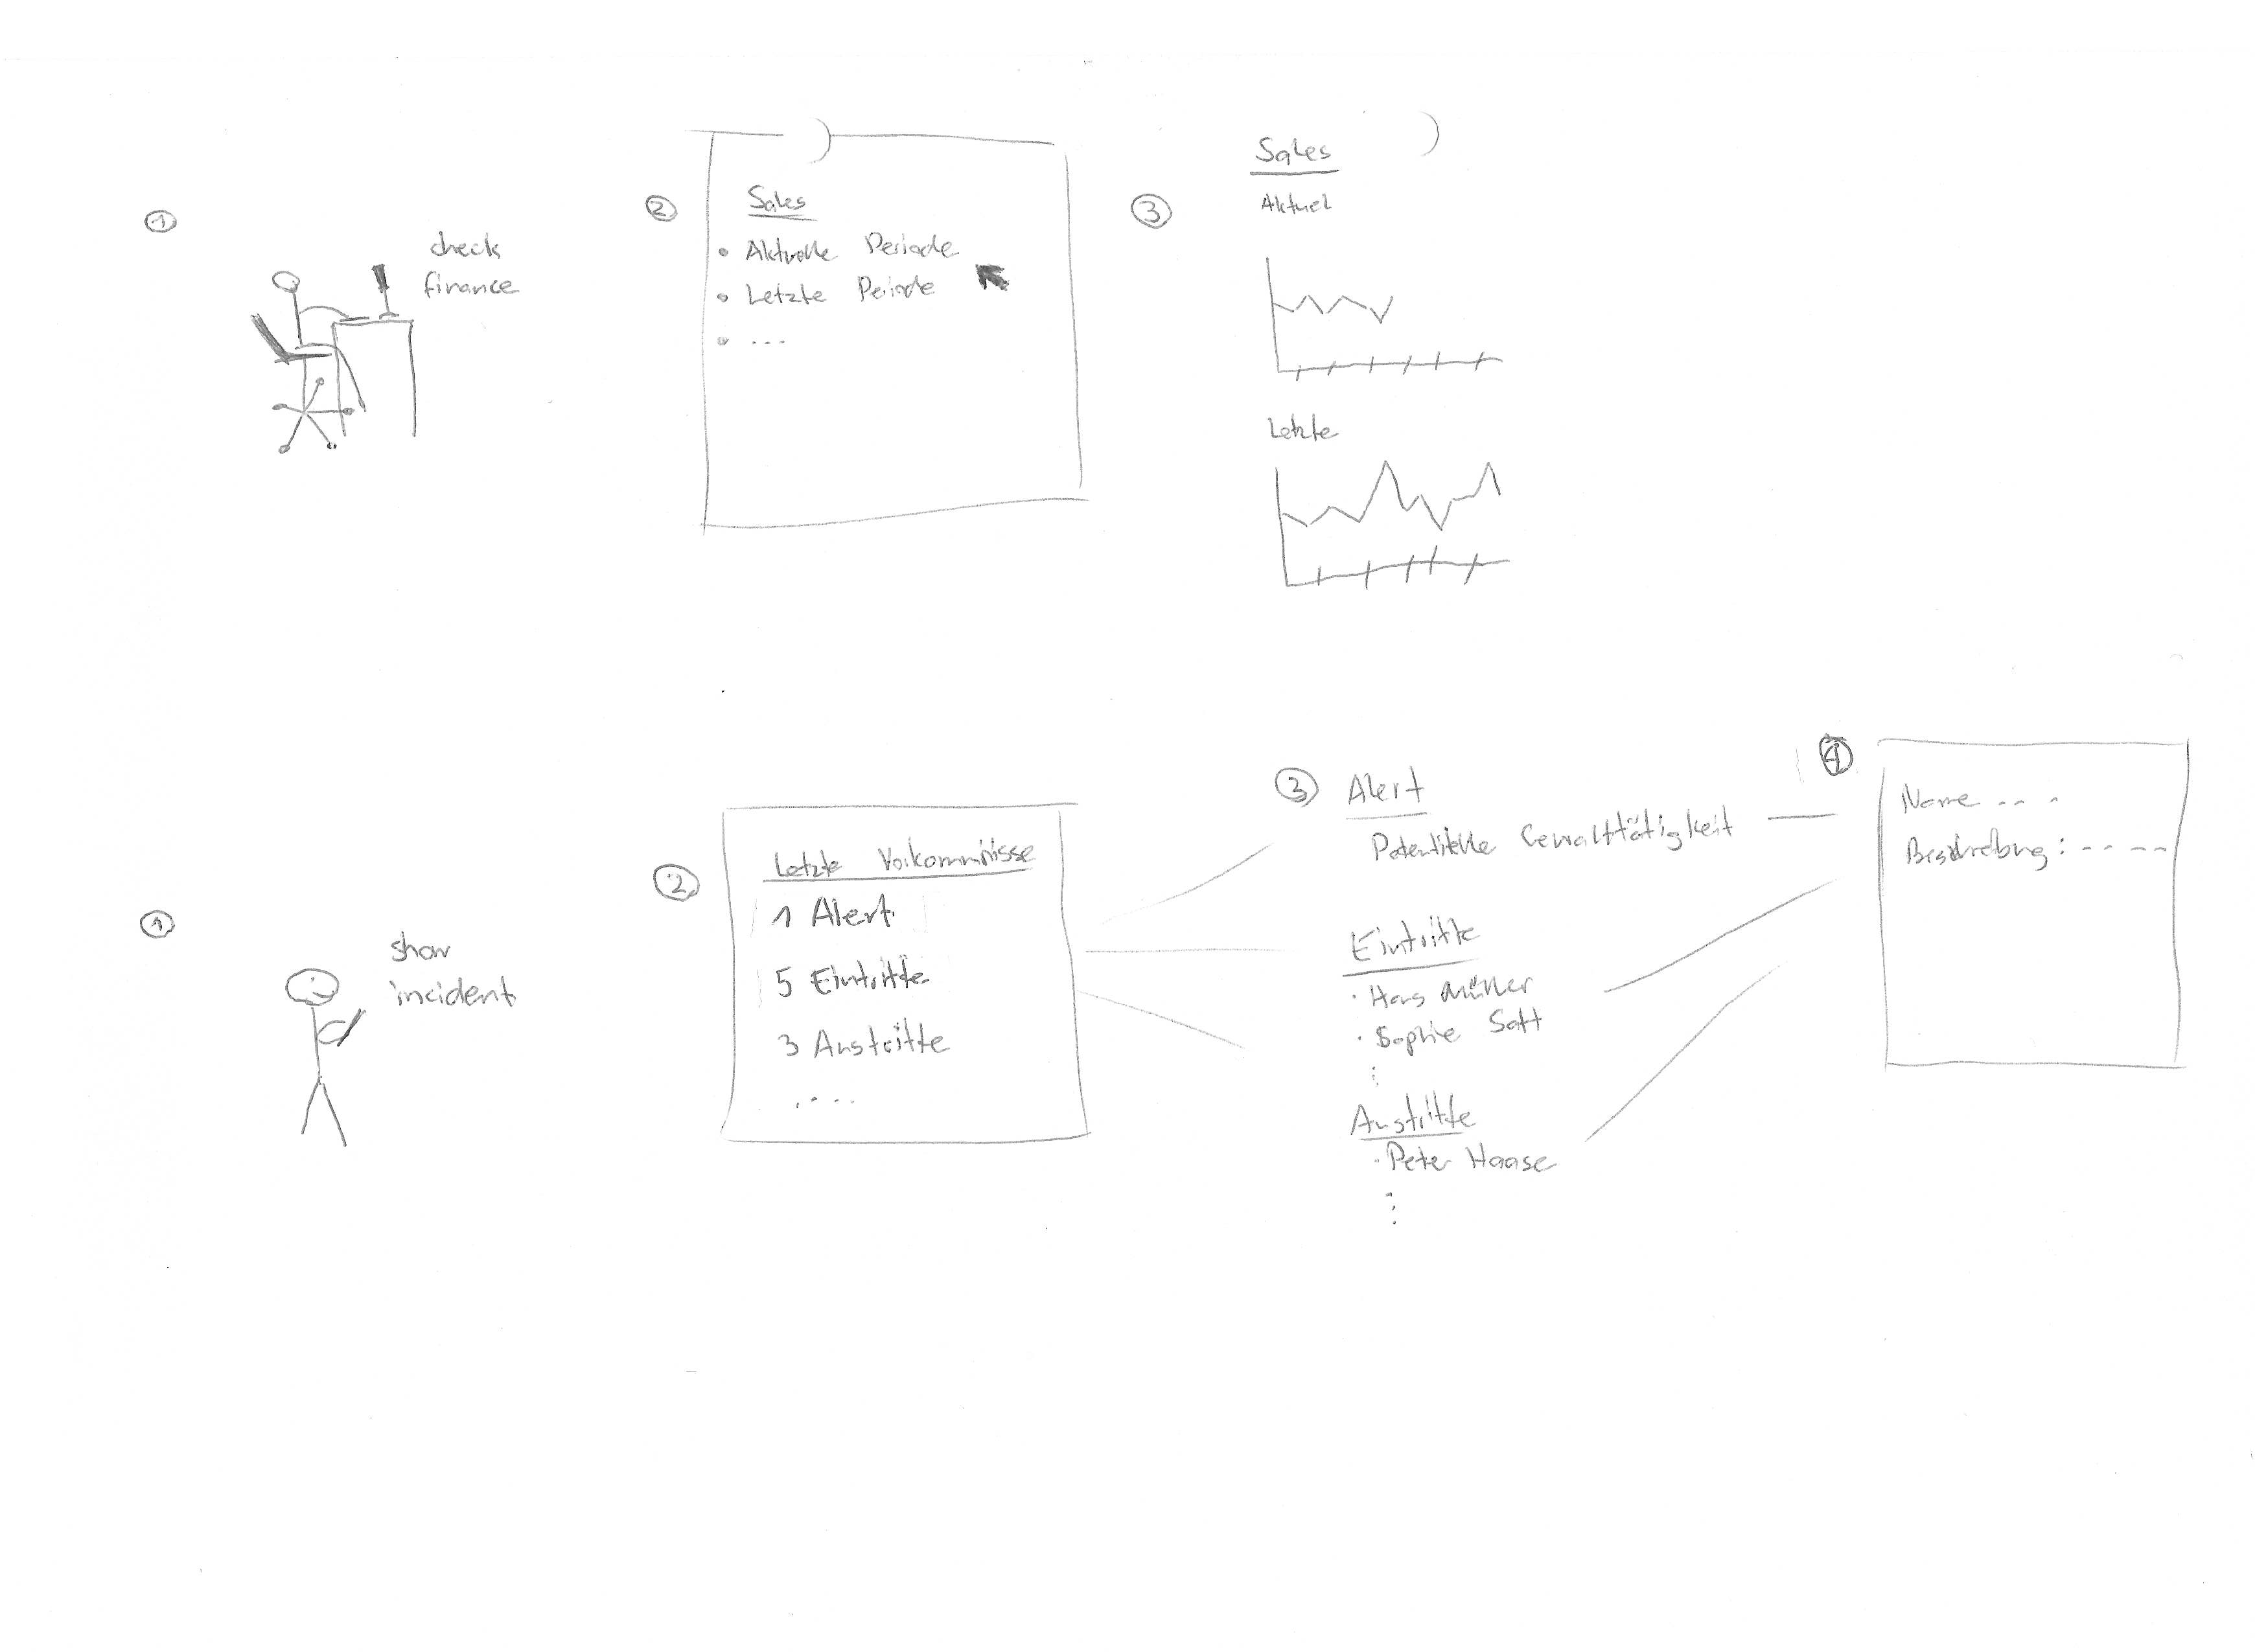 1
check
finance
2
Sales
• Aktuelle Periode
• Letzte Periode
• ...
3
Sales
Aktuel
Letzte
1
show
incident
2
Letzte Vorkommnisse
1 Alert
5 Eintritte
3 Austritte
.....
3 Alert
Potentielle Gewalttätigkeit
Eintritte
· Hans Müller
· Sophie Satt
⋮
Austritte
· Peter Haase
⋮
4
Name ....
Beschreibung: ----